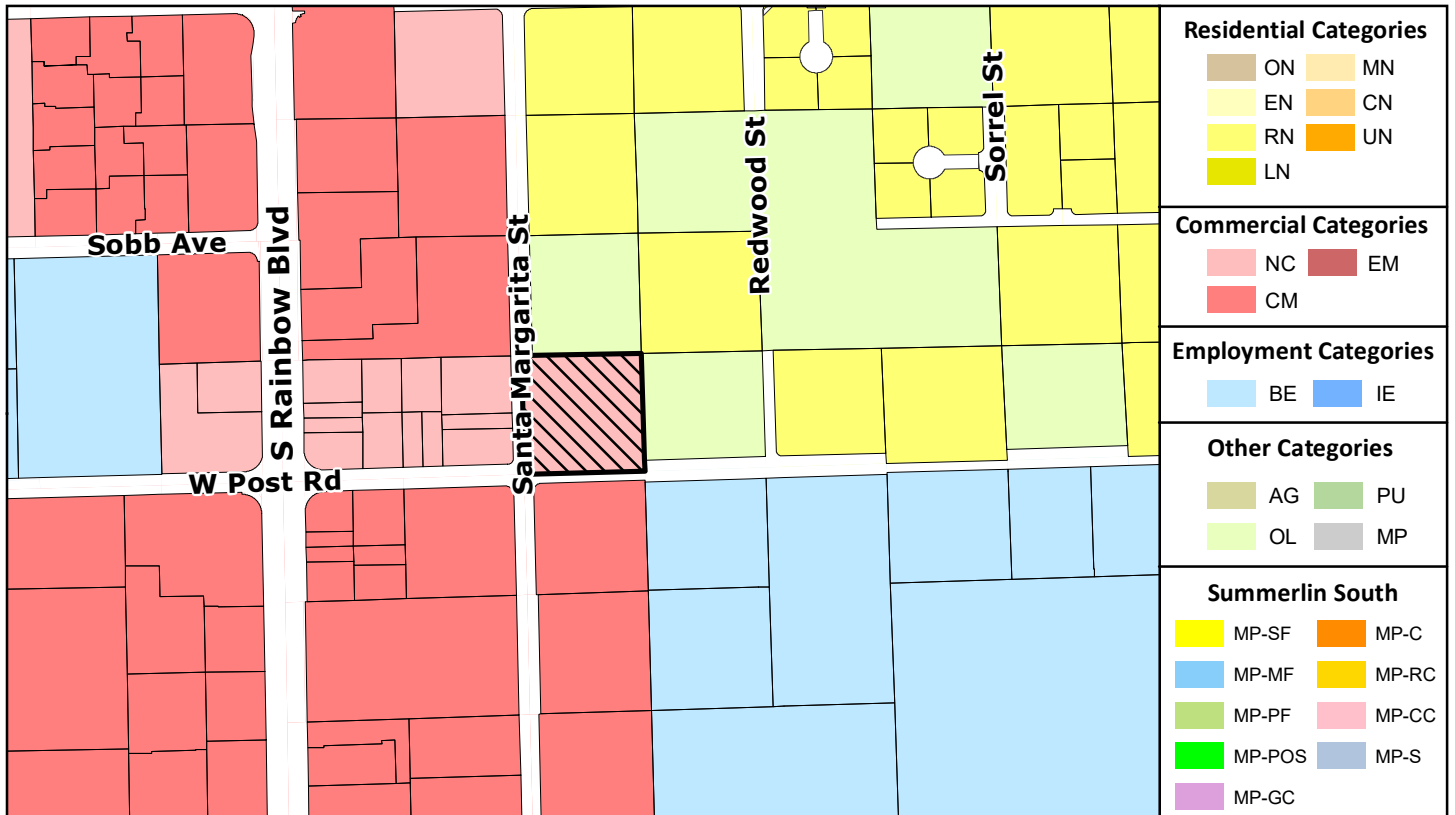 Sobb Ave
S Rainbow Blvd
Santa-Margarita St
Redwood St
Sorrel St
W Post Rd
Residential Categories
ON MN
EN CN
RN UN
LN
Commercial Categories
NC EM
CM
Employment Categories
BE IE
Other Categories
AG PU
OL MP
Summerlin South
MP-SF MP-C
MP-MF MP-RC
MP-PF MP-CC
MP-POS MP-S
MP-GC